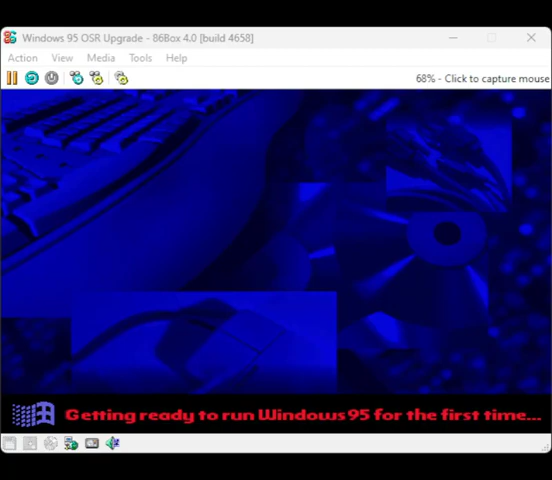 Windows 95 OSR Upgrade - 86Box 4.0 [build 4658]
Action View Media Tools Help
68% - Click to capture mouse
Getting ready to run Windows 95 for the first time...